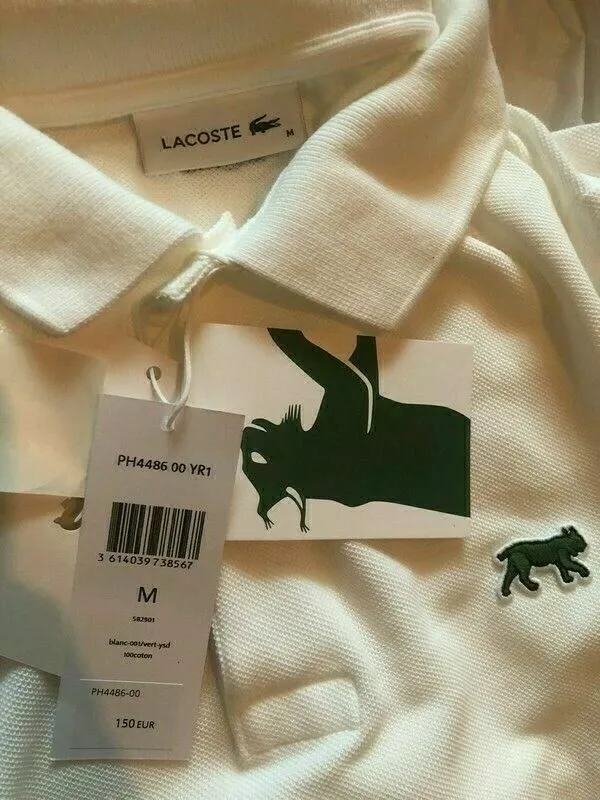 LACOSTE
M
PH4486 00 YR1
3 614039 738567
M
582901
blanc-001/vert-ysd
100coton
PH4486-00
150 EUR